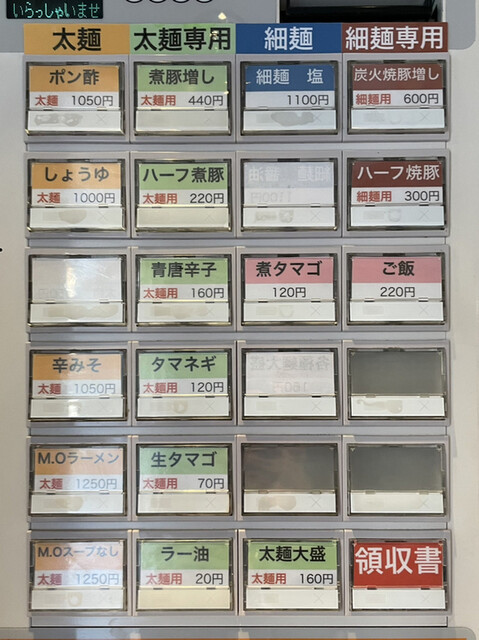 いらっしゃいませ
太麺 太麺専用 細麺 細麺専用
ポン酢 煮豚増し 細麺 塩 炭火焼豚増し
太麺 1050円 太麺用 440円 1100円 細麺用 600円
しょうゆ ハーフ煮豚 ハーフ焼豚
太麺 1000円 太麺用 220円 細麺用 300円
青唐辛子 煮タマゴ ご飯
太麺用 160円 120円 220円
辛みそ タマネギ
太麺 1050円 太麺用 120円
M.Oラーメン 生タマゴ
太麺 1250円 太麺用 70円
M.Oスープなし ラー油 太麺大盛 領収書
太麺 1250円 太麺用 20円 太麺用 160円